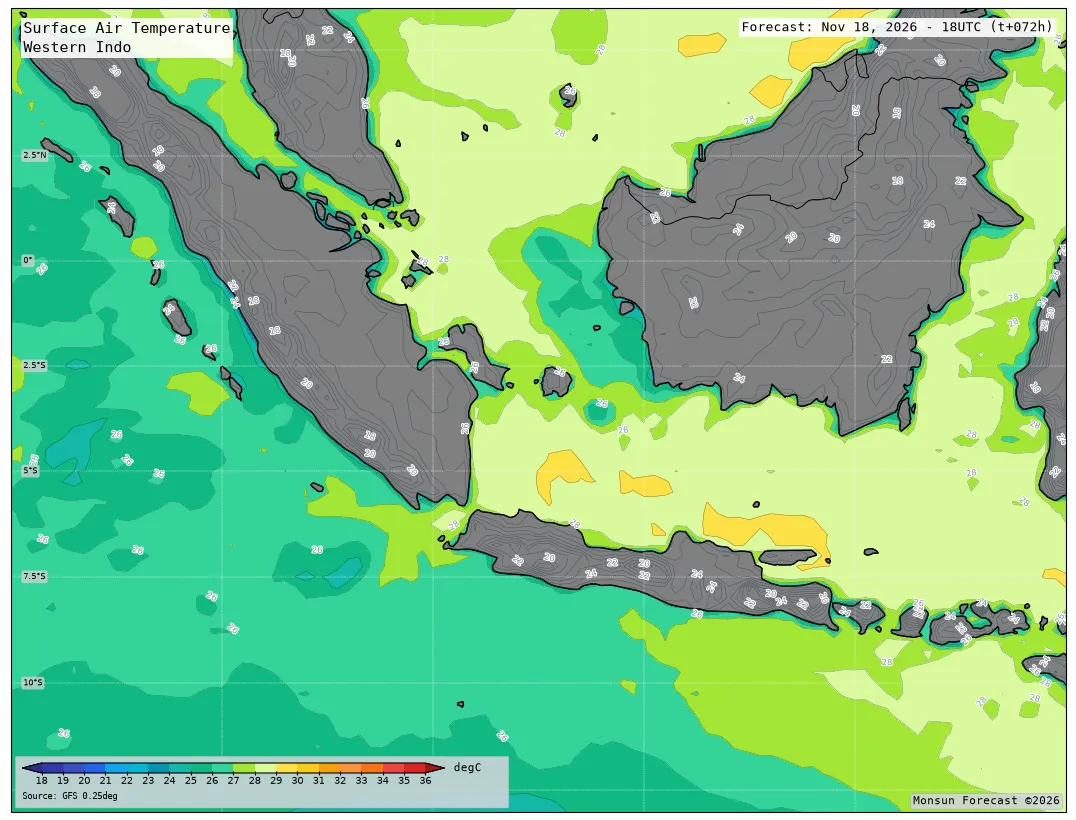 Surface Air Temperature
Western Indo
Forecast: Nov 18, 2026 - 18UTC (t+072h)
2.5°N
0°
2.5°S
5°S
7.5°S
10°S
degC
18 19 20 21 22 23 24 25 26 27 28 29 30 31 32 33 34 35 36
Source: GFS 0.25deg
Monsun Forecast ©2026